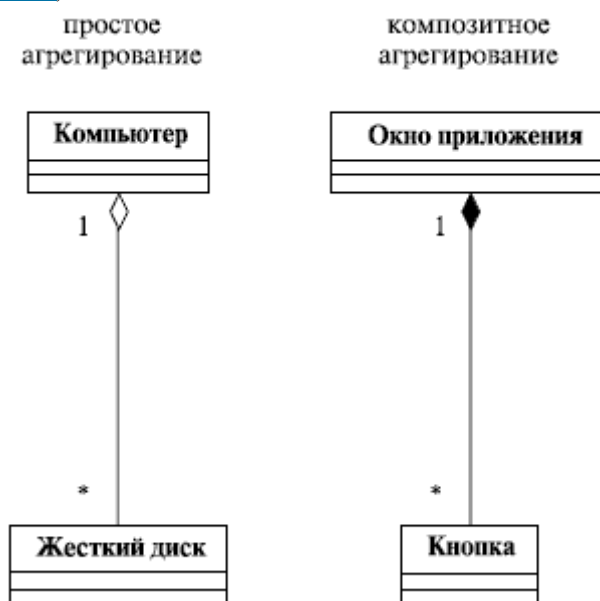 простое
агрегирование
Компьютер
1
*
Жесткий диск
композитное
агрегирование
Окно приложения
1
*
Кнопка